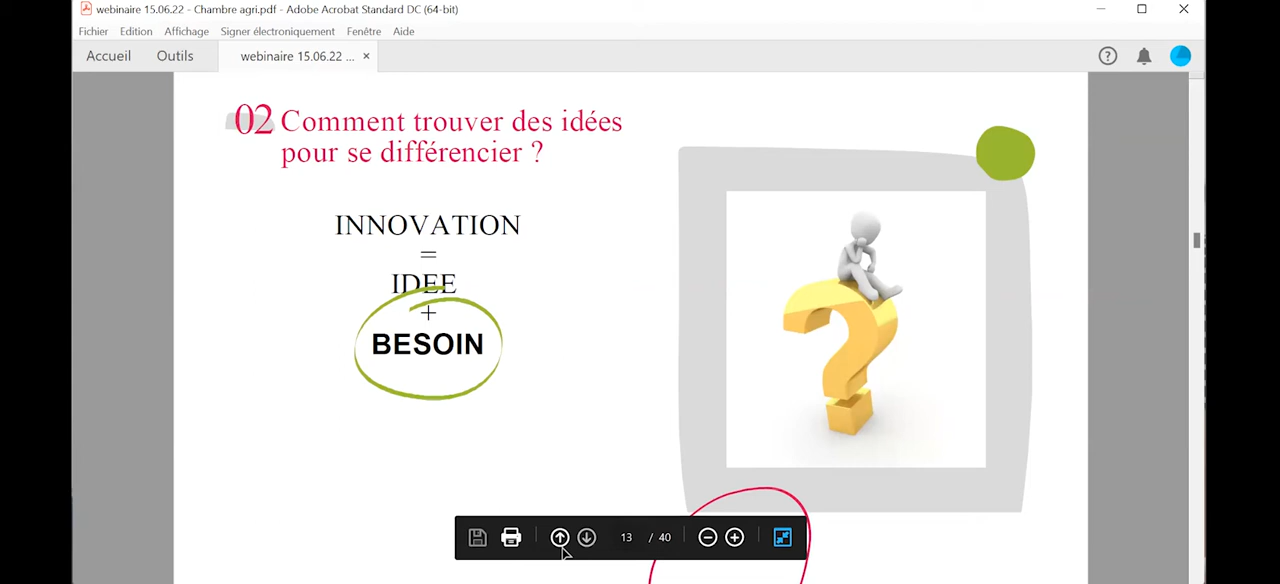 webinaire 15.06.22 - Chambre agri.pdf - Adobe Acrobat Standard DC (64-bit)
Fichier Edition Affichage Signer électroniquement Fenêtre Aide
Accueil Outils webinaire 15.06.22 ... ×
02 Comment trouver des idées
pour se différencier ?
INNOVATION
=
IDEE
+
BESOIN
13 / 40